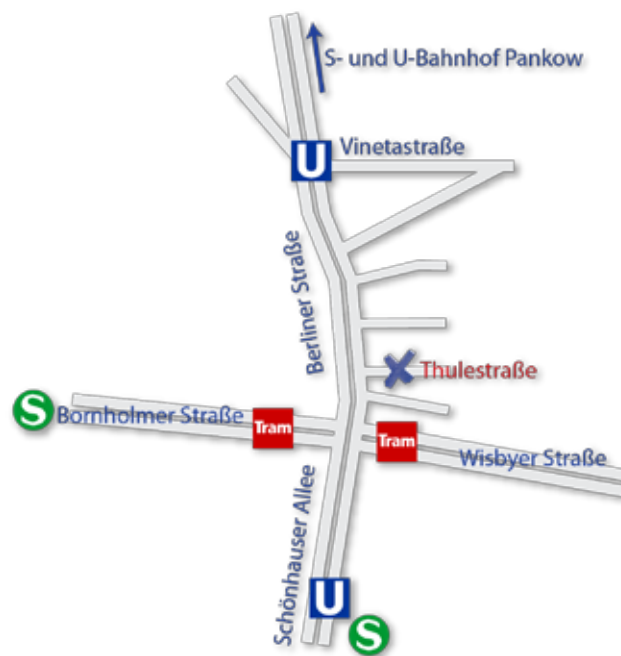 S- und U-Bahnhof Pankow
U
Vinetastraße
Berliner Straße
Thulestraße
S
Bornholmer Straße
Tram
Tram
Wisbyer Straße
Schönhauser Allee
U
S